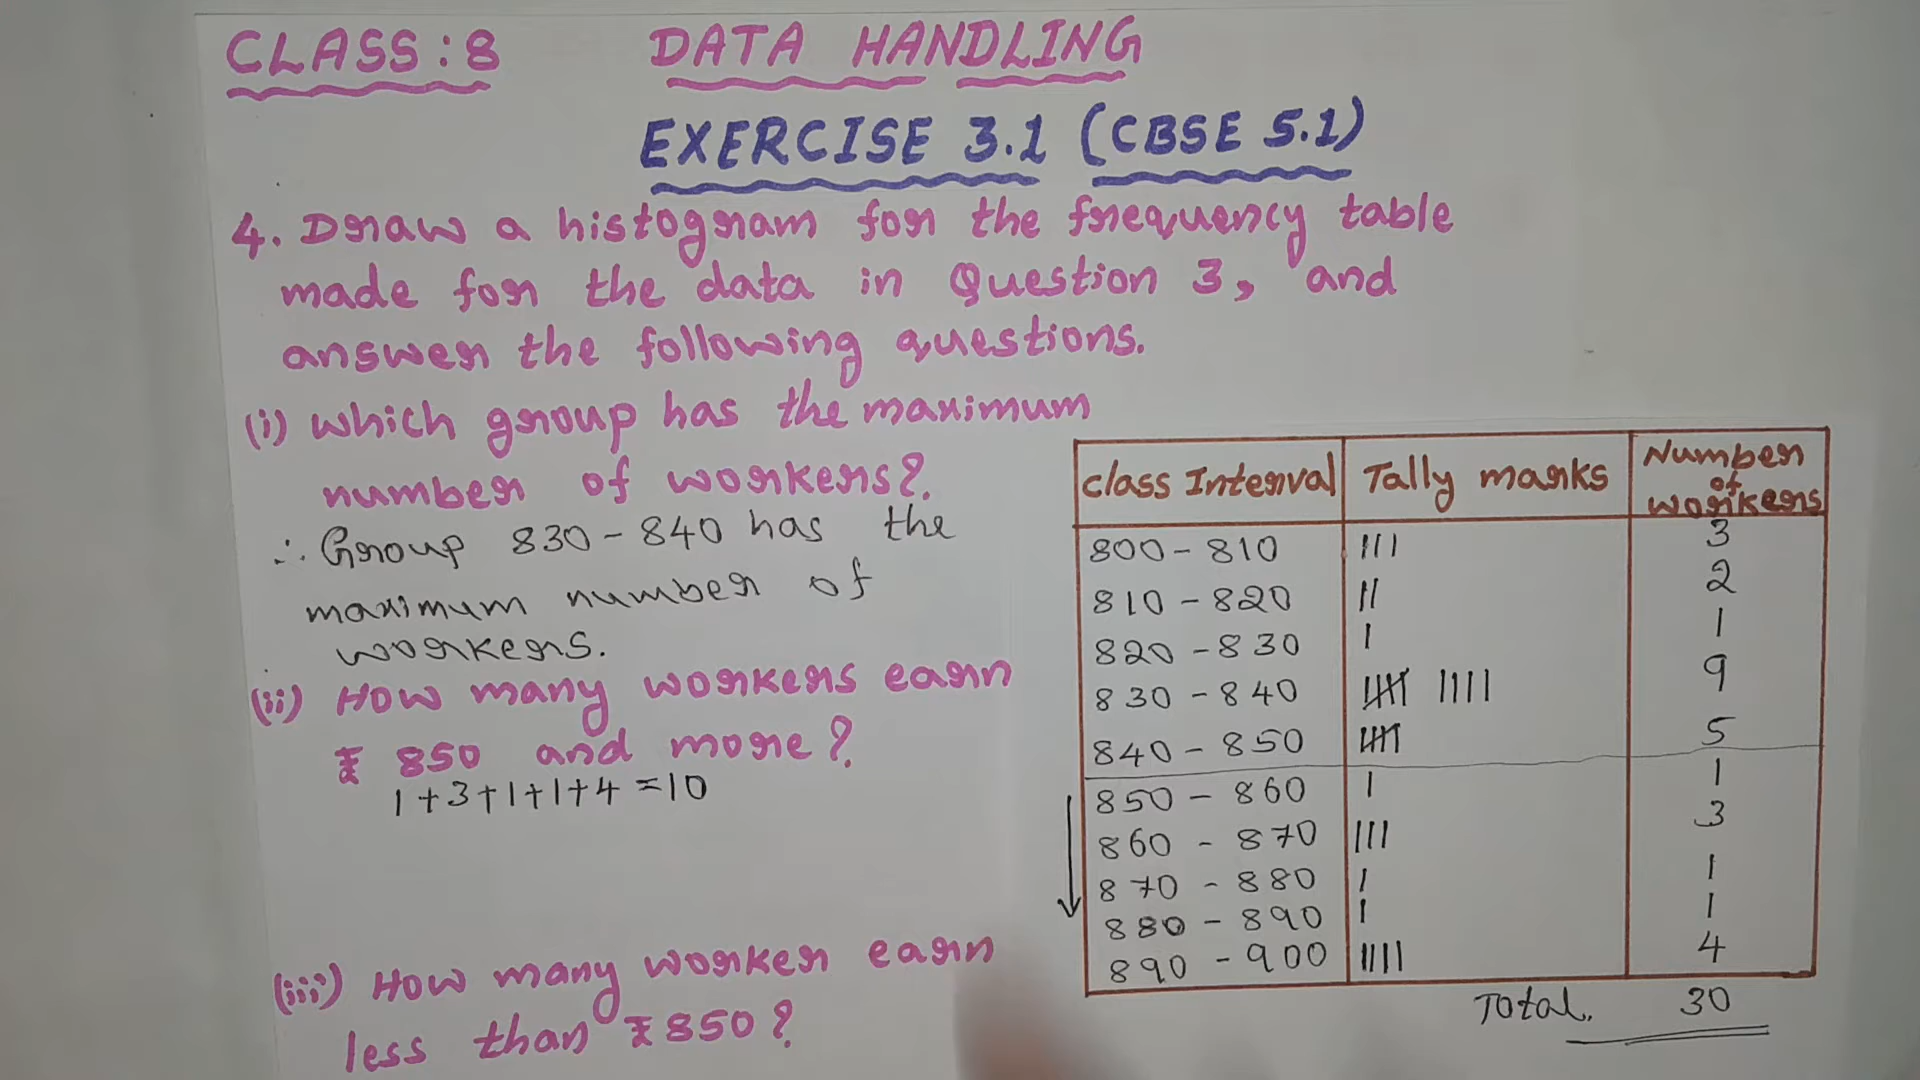 CLASS:8 DATA HANDLING
EXERCISE 3.1 (CBSE 5.1)
4. Draw a histogram for the frequency table
made for the data in Question 3, and
answer the following questions.
(i) Which group has the maximum
number of workers?.
∴ Group 830-840 has the
maximum number of
workers.
(ii) How many workers earn
₹ 850 and more?
1+3+1+1+4=10
(iii) How many worker earn
less than ₹850?
Class Interval Tally marks Number of workers
800-810 ||| 3
810-820 || 2
820-830 | 1
830-840 |||| |||| 9
840-850 |||| 5
850-860 | 1
860-870 ||| 3
870-880 | 1
880-890 | 1
890-900 |||| 4
Total. 30